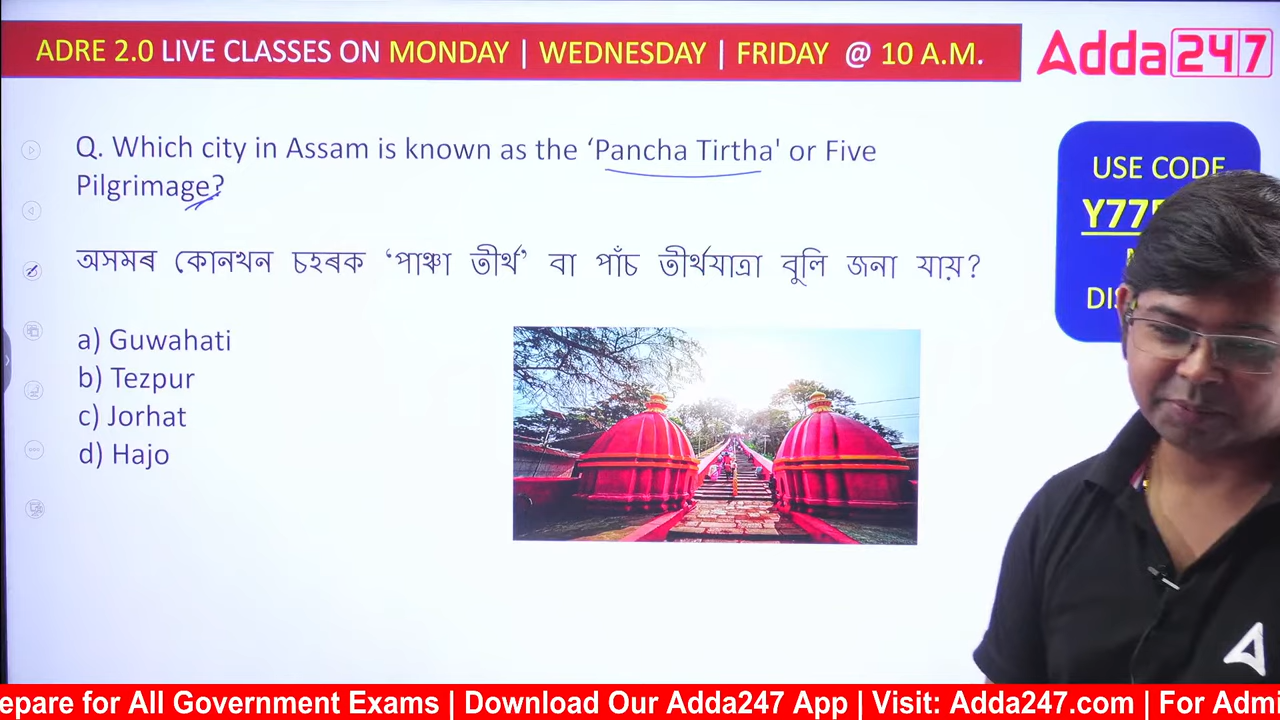 ADRE 2.0 LIVE CLASSES ON MONDAY | WEDNESDAY | FRIDAY @ 10 A.M.
Adda247
Q. Which city in Assam is known as the ‘Pancha Tirtha' or Five
Pilgrimage?
অসমৰ কোনখন চহৰক ‘পাঞ্চা তীৰ্থ’ বা পাঁচ তীৰ্থযাত্ৰা বুলি জনা যায়?
a) Guwahati
b) Tezpur
c) Jorhat
d) Hajo
USE CODE
epare for All Government Exams | Download Our Adda247 App | Visit: Adda247.com | For Admi